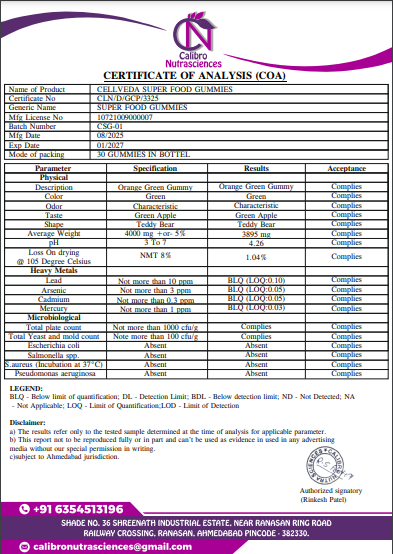 Calibro
Nutrasciences
CERTIFICATE OF ANALYSIS (COA)
Name of Product CELLVEDA SUPER FOOD GUMMIES
Certificate No CLN/D/GCP/3325
Generic Name SUPER FOOD GUMMIES
Mfg License No 10721009000007
Batch Number CSG-01
Mfg Date 08/2025
Exp Date 01/2027
Mode of packing 30 GUMMIES IN BOTTEL
Parameter Specification Results Acceptance
Physical
Description Orange Green Gummy Orange Green Gummy Complies
Color Green Green Complies
Odor Characteristic Characteristic Complies
Taste Green Apple Green Apple Complies
Shape Teddy Bear Teddy Bear Complies
Average Weight 4000 mg +or- 5% 3895 mg Complies
pH 3 To 7 4.26 Complies
Loss On drying
@ 105 Degree Celsius NMT 8% 1.04% Complies
Heavy Metals
Lead Not more than 10 ppm BLQ (LOQ:0.10) Complies
Arsenic Not more than 3 ppm BLQ (LOQ:0.05) Complies
Cadmium Not more than 0.3 ppm BLQ (LOQ:0.05) Complies
Mercury Not more than 1 ppm BLQ (LOQ:0.03) Complies
Microbiological
Total plate count Not more than 1000 cfu/g Complies Complies
Total Yeast and mold count Note more than 100 cfu/g Complies Complies
Escherichia coli Absent Absent Complies
Salmonella spp. Absent Absent Complies
S.aureus (Incubation at 37°C) Absent Absent Complies
Pseudomonas aeruginosa Absent Absent Complies
LEGEND:
BLQ - Below limit of quantification; DL - Detection Limit; BDL - Below detection limit; ND - Not Detected; NA
- Not Applicable; LOQ - Limit of Quantification;LOD - Limit of Detection
Disclaimer:
a) The results refer only to the tested sample determined at the time of analysis for applicable parameter.
b) This report not to be reproduced fully or in part and can't be used as evidence in used in any advertising
media without our special permission in writing.
c)subject to Ahmedabad jurisdiction.
Authorized signatory
(Rinkesh Patel)
+91 6354513196
SHADE NO. 36 SHREENATH INDUSTRIAL ESTATE, NEAR RANASAN RING ROAD
RAILWAY CROSSING, RANASAN, AHMEDABAD PINCODE - 382330.
calibronutrasciences@gmail.com